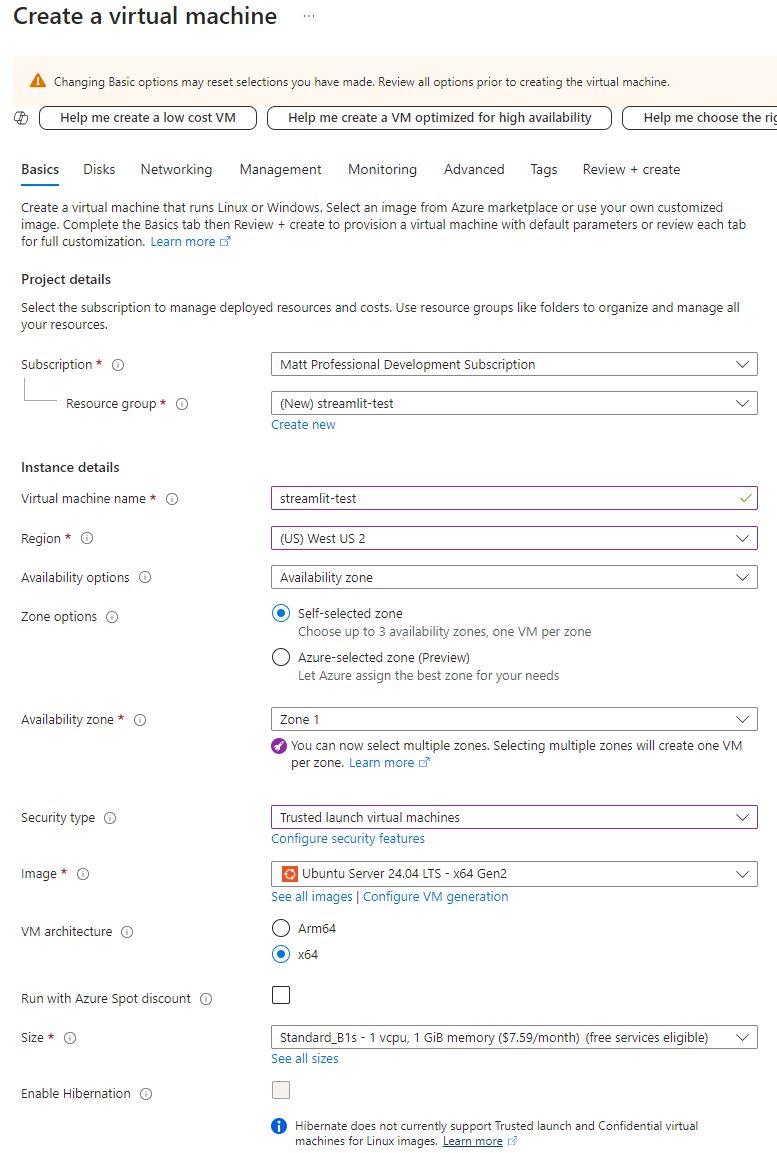 Create a virtual machine ...
Changing Basic options may reset selections you have made. Review all options prior to creating the virtual machine.
Help me create a low cost VM
Help me create a VM optimized for high availability
Help me choose the
Basics
Disks
Networking
Management
Monitoring
Advanced
Tags
Review + create
Create a virtual machine that runs Linux or Windows. Select an image from Azure marketplace or use your own customized
image. Complete the Basics tab then Review + create to provision a virtual machine with default parameters or review each tab
for full customization. Learn more
Project details
Select the subscription to manage deployed resources and costs. Use resource groups like folders to organize and manage all
your resources.
Subscription *
Matt Professional Development Subscription
Resource group *
(New) streamlit-test
Create new
Instance details
Virtual machine name *
streamlit-test
Region *
(US) West US 2
Availability options
Availability zone
Zone options
Self-selected zone
Choose up to 3 availability zones, one VM per zone
Azure-selected zone (Preview)
Let Azure assign the best zone for your needs
Availability zone *
Zone 1
You can now select multiple zones. Selecting multiple zones will create one VM
per zone. Learn more
Security type
Trusted launch virtual machines
Configure security features
Image *
Ubuntu Server 24.04 LTS - x64 Gen2
See all images | Configure VM generation
VM architecture
Arm64
x64
Run with Azure Spot discount
Size *
Standard_B1s - 1 vcpu, 1 GiB memory ($7.59/month) (free services eligible)
See all sizes
Enable Hibernation
Hibernate does not currently support Trusted launch and Confidential virtual
machines for Linux images. Learn more